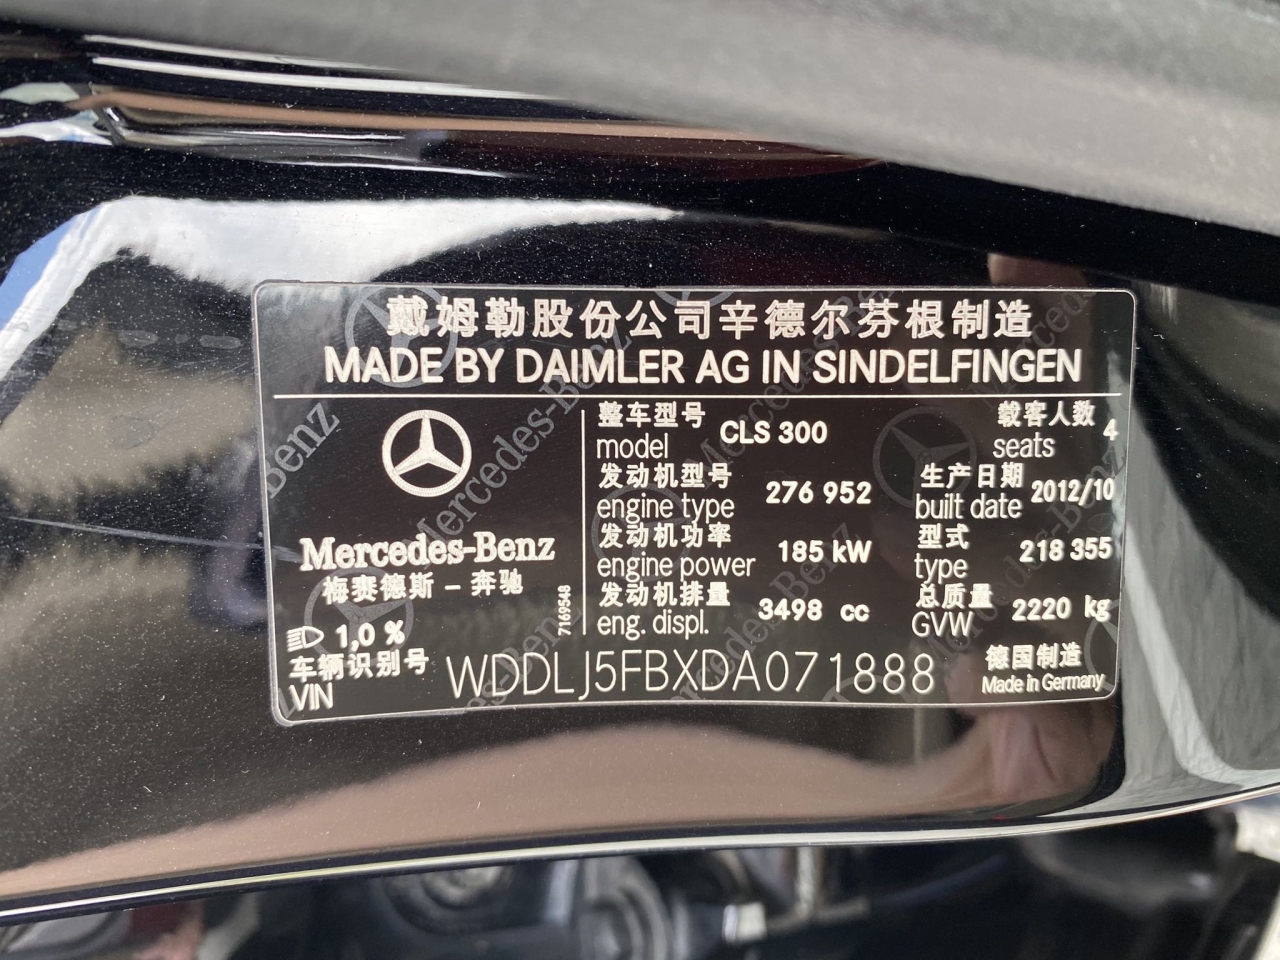 戴姆勒股份公司辛德尔芬根制造
MADE BY DAIMLER AG IN SINDELFINGEN
Mercedes-Benz
梅赛德斯－奔驰
1,0 %
7169548
整车型号
model CLS 300
载客人数
seats 4
发动机型号
engine type 276 952
生产日期
built date 2012/10
发动机功率
engine power 185 kW
型式
type 218 355
发动机排量
eng. displ. 3498 cc
总质量
GVW 2220 kg
车辆识别号
VIN WDDLJ5FBXDA071888
德国制造
Made in Germany